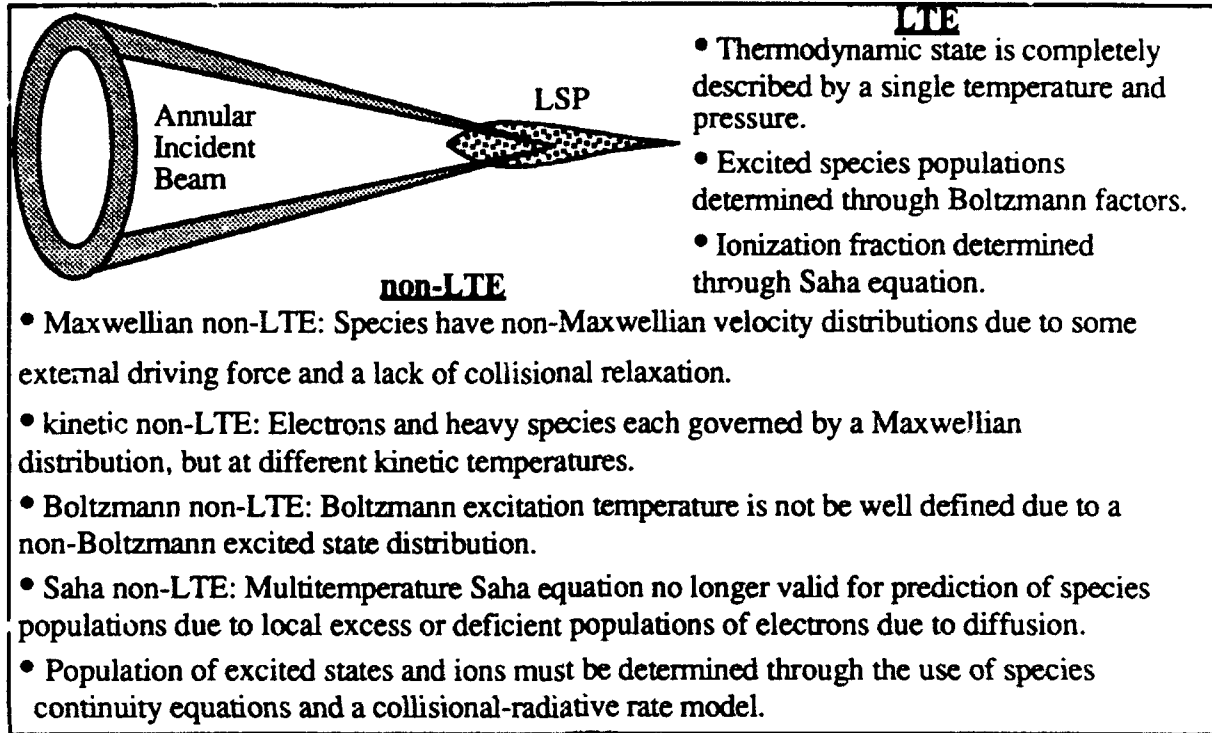 LTE
• Thermodynamic state is completely
described by a single temperature and
pressure.
• Excited species populations
determined through Boltzmann factors.
• Ionization fraction determined
through Saha equation.
Annular
Incident
Beam
LSP
non-LTE
• Maxwellian non-LTE: Species have non-Maxwellian velocity distributions due to some
external driving force and a lack of collisional relaxation.
• kinetic non-LTE: Electrons and heavy species each governed by a Maxwellian
distribution, but at different kinetic temperatures.
• Boltzmann non-LTE: Boltzmann excitation temperature is not be well defined due to a
non-Boltzmann excited state distribution.
• Saha non-LTE: Multitemperature Saha equation no longer valid for prediction of species
populations due to local excess or deficient populations of electrons due to diffusion.
• Population of excited states and ions must be determined through the use of species
continuity equations and a collisional-radiative rate model.